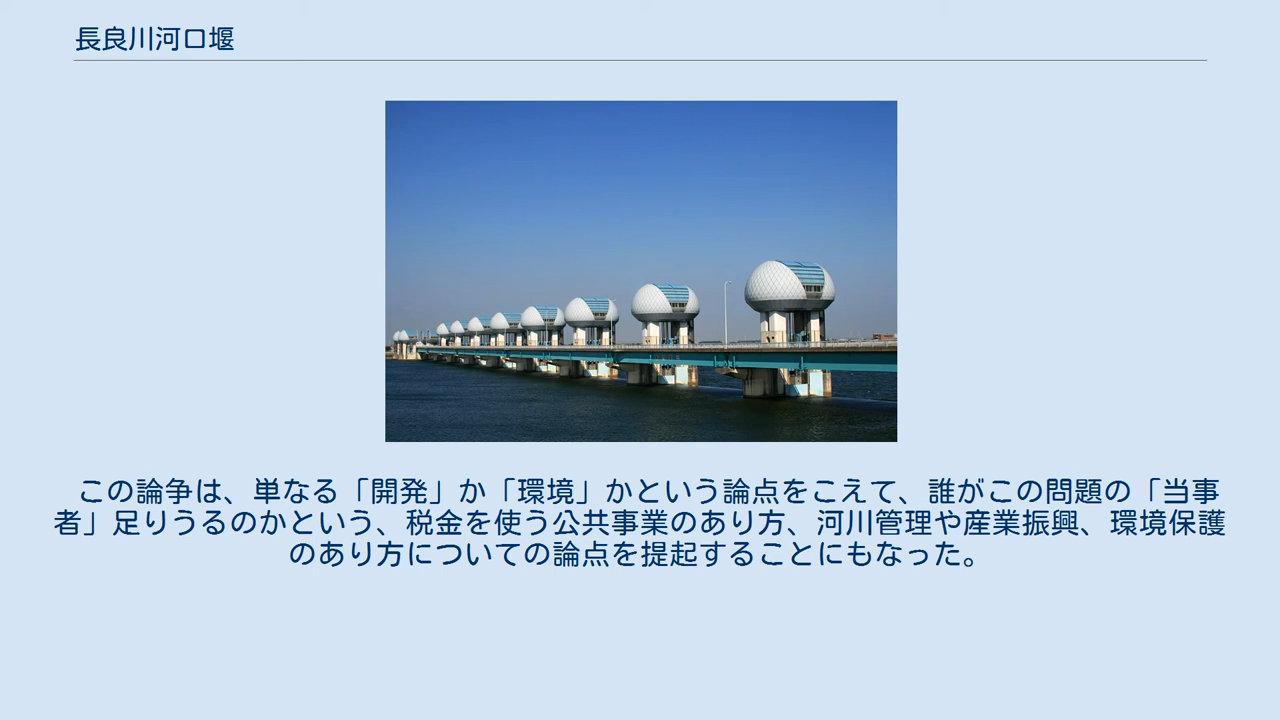 長良川河口堰
この論争は、単なる「開発」か「環境」かという論点をこえて、誰がこの問題の「当事
者」足りうるのかという、税金を使う公共事業のあり方、河川管理や産業振興、環境保護
のあり方についての論点を提起することにもなった。